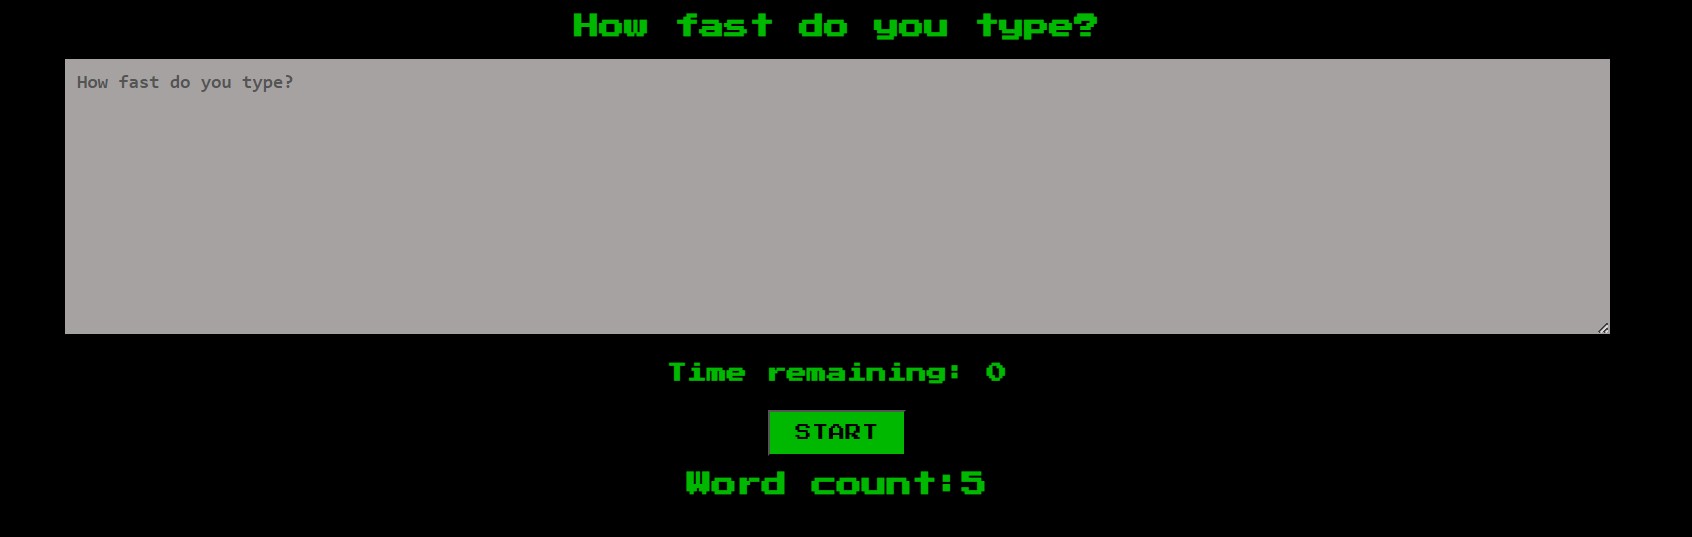 How fast do you type?
How fast do you type?
Time remaining: 0
START
Word count:5